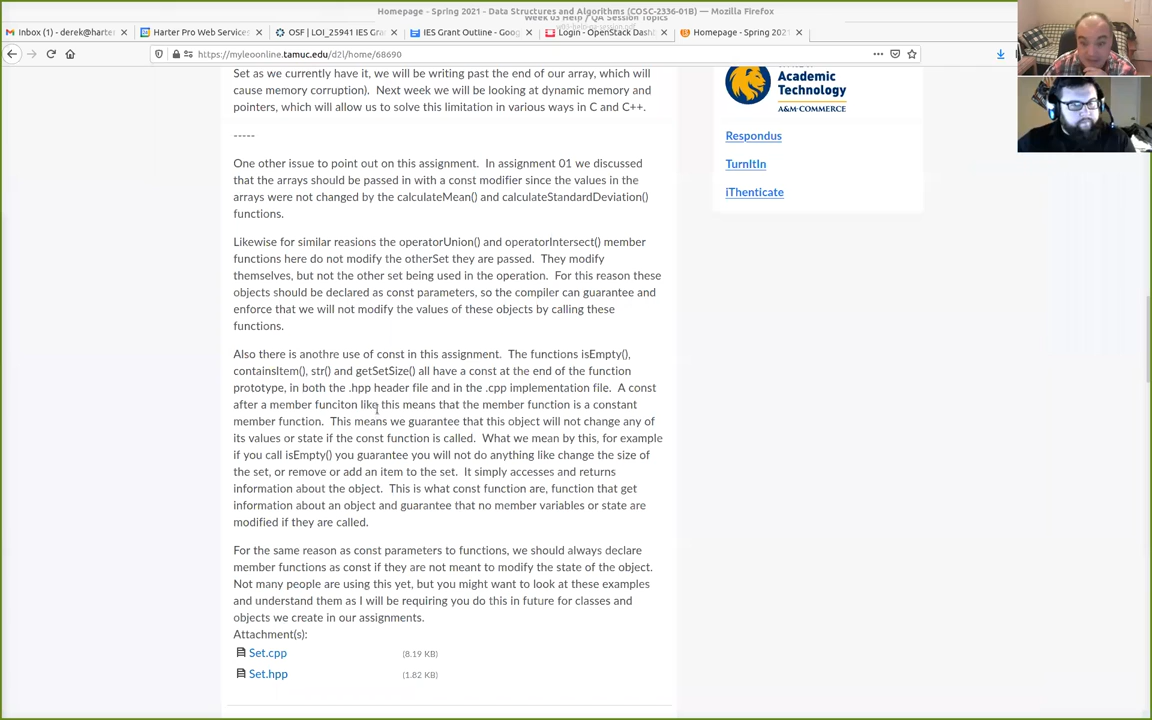 Homepage - Spring 2021 - Data Structures and Algorithms (COSC-2336-01B) — Mozilla Firefox
Week 03 Help / QA Session Topics
Inbox (7) - derek@harter
Harter Pro Web Services
OSF | LOI_25941 IES Gra
IES Grant Outline - Goog
Login - OpenStack Dash
Homepage - Spring 2021
https://myleoonline.tamuc.edu/d2l/home/68690
Set as we currently have it, we will be writing past the end of our array, which will
cause memory corruption). Next week we will be looking at dynamic memory and
pointers, which will allow us to solve this limitation in various ways in C and C++.
-----
One other issue to point out on this assignment. In assignment 01 we discussed
that the arrays should be passed in with a const modifier since the values in the
arrays were not changed by the calculateMean() and calculateStandardDeviation()
functions.
Likewise for similar reasons the operatorUnion() and operatorIntersect() member
functions here do not modify the otherSet they are passed. They modify
themselves, but not the other set being used in the operation. For this reason these
objects should be declared as const parameters, so the compiler can guarantee and
enforce that we will not modify the values of these objects by calling these
functions.
Also there is anothre use of const in this assignment. The functions isEmpty(),
containsItem(), str() and getSetSize() all have a const at the end of the function
prototype, in both the .hpp header file and in the .cpp implementation file. A const
after a member funciton like this means that the member function is a constant
member function. This means we guarantee that this object will not change any of
its values or state if the const function is called. What we mean by this, for example
if you call isEmpty() you guarantee you will not do anything like change the size of
the set, or remove or add an item to the set. It simply accesses and returns
information about the object. This is what const function are, function that get
information about an object and guarantee that no member variables or state are
modified if they are called.
For the same reason as const parameters to functions, we should always declare
member functions as const if they are not meant to modify the state of the object.
Not many people are using this yet, but you might want to look at these examples
and understand them as I will be requiring you do this in future for classes and
objects we create in our assignments.
Attachment(s):
Set.cpp (8.19 KB)
Set.hpp (1.82 KB)
Academic
Technology
A&M-COMMERCE
Respondus
TurnItIn
iThenticate